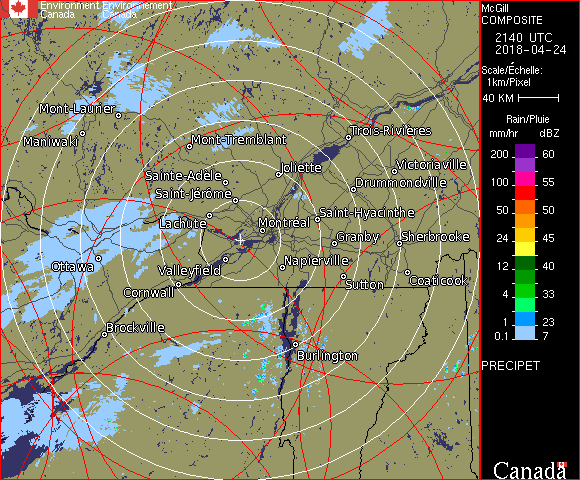 Environment Environnement
Canada Canada
McGill
COMPOSITE
2140 UTC
2018-04-24
Scale/Échelle:
1km/Pixel
40 KM
Rain/Pluie
mm/hr dBZ
200 60
100 55
50 50
24 45
12 40
4 33
1 23
0.1 7
PRECIPET
Canada
Mont-Laurier
Maniwaki
Mont-Tremblant
Trois-Rivières
Sainte-Adèle
Joliette
Victoriaville
Saint-Jérôme
Drummondville
Lachute
Montréal
Saint-Hyacinthe
Granby
Sherbrooke
Ottawa
Valleyfield
Napierville
Cornwall
Sutton
Coaticook
Brockville
Burlington